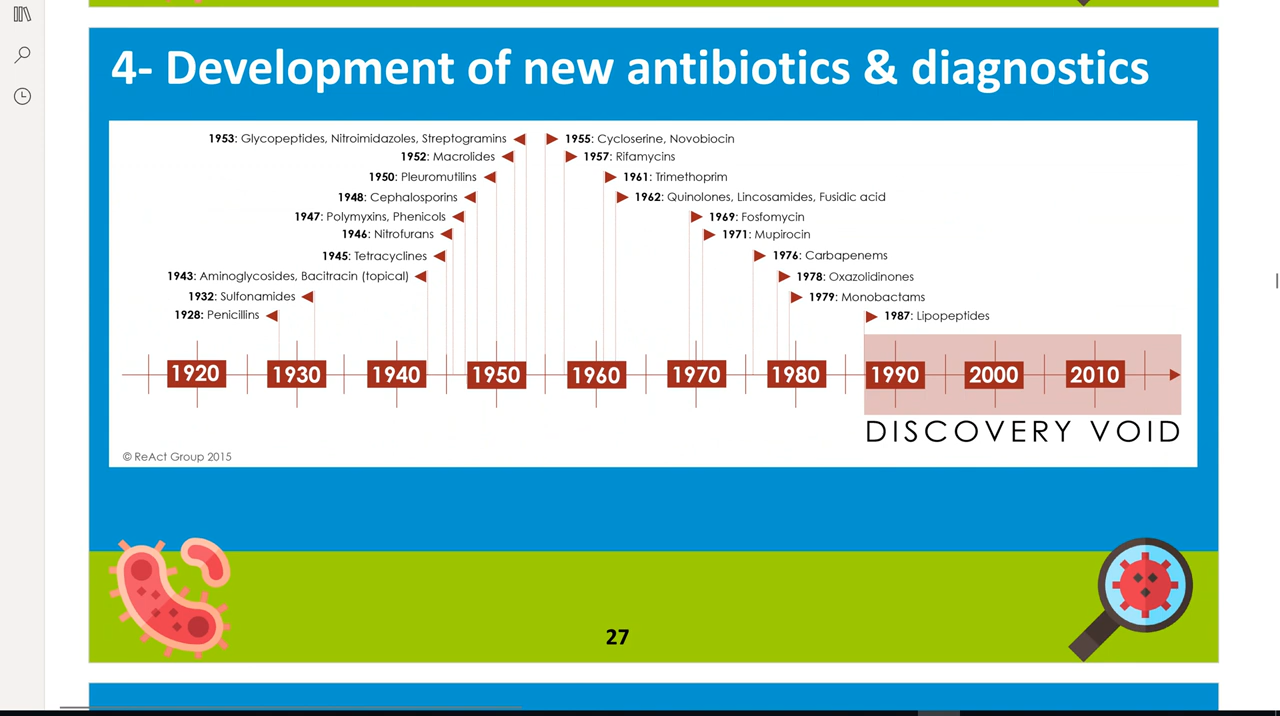 4- Development of new antibiotics & diagnostics
1953: Glycopeptides, Nitroimidazoles, Streptogramins
1955: Cycloserine, Novobiocin
1952: Macrolides
1957: Rifamycins
1950: Pleuromutilins
1961: Trimethoprim
1948: Cephalosporins
1962: Quinolones, Lincosamides, Fusidic acid
1947: Polymyxins, Phenicols
1969: Fosfomycin
1946: Nitrofurans
1971: Mupirocin
1945: Tetracyclines
1976: Carbapenems
1943: Aminoglycosides, Bacitracin (topical)
1978: Oxazolidinones
1932: Sulfonamides
1979: Monobactams
1928: Penicillins
1987: Lipopeptides
1920 1930 1940 1950 1960 1970 1980 1990 2000 2010
DISCOVERY VOID
© ReAct Group 2015
27